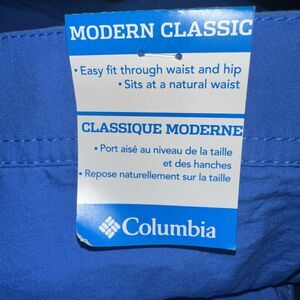 MODERN CLASSIC
• Easy fit through waist and hip
• Sits at a natural waist
CLASSIQUE MODERNE
• Port aisé au niveau de la taille
et des hanches
• Repose naturellement sur la taille
Columbia